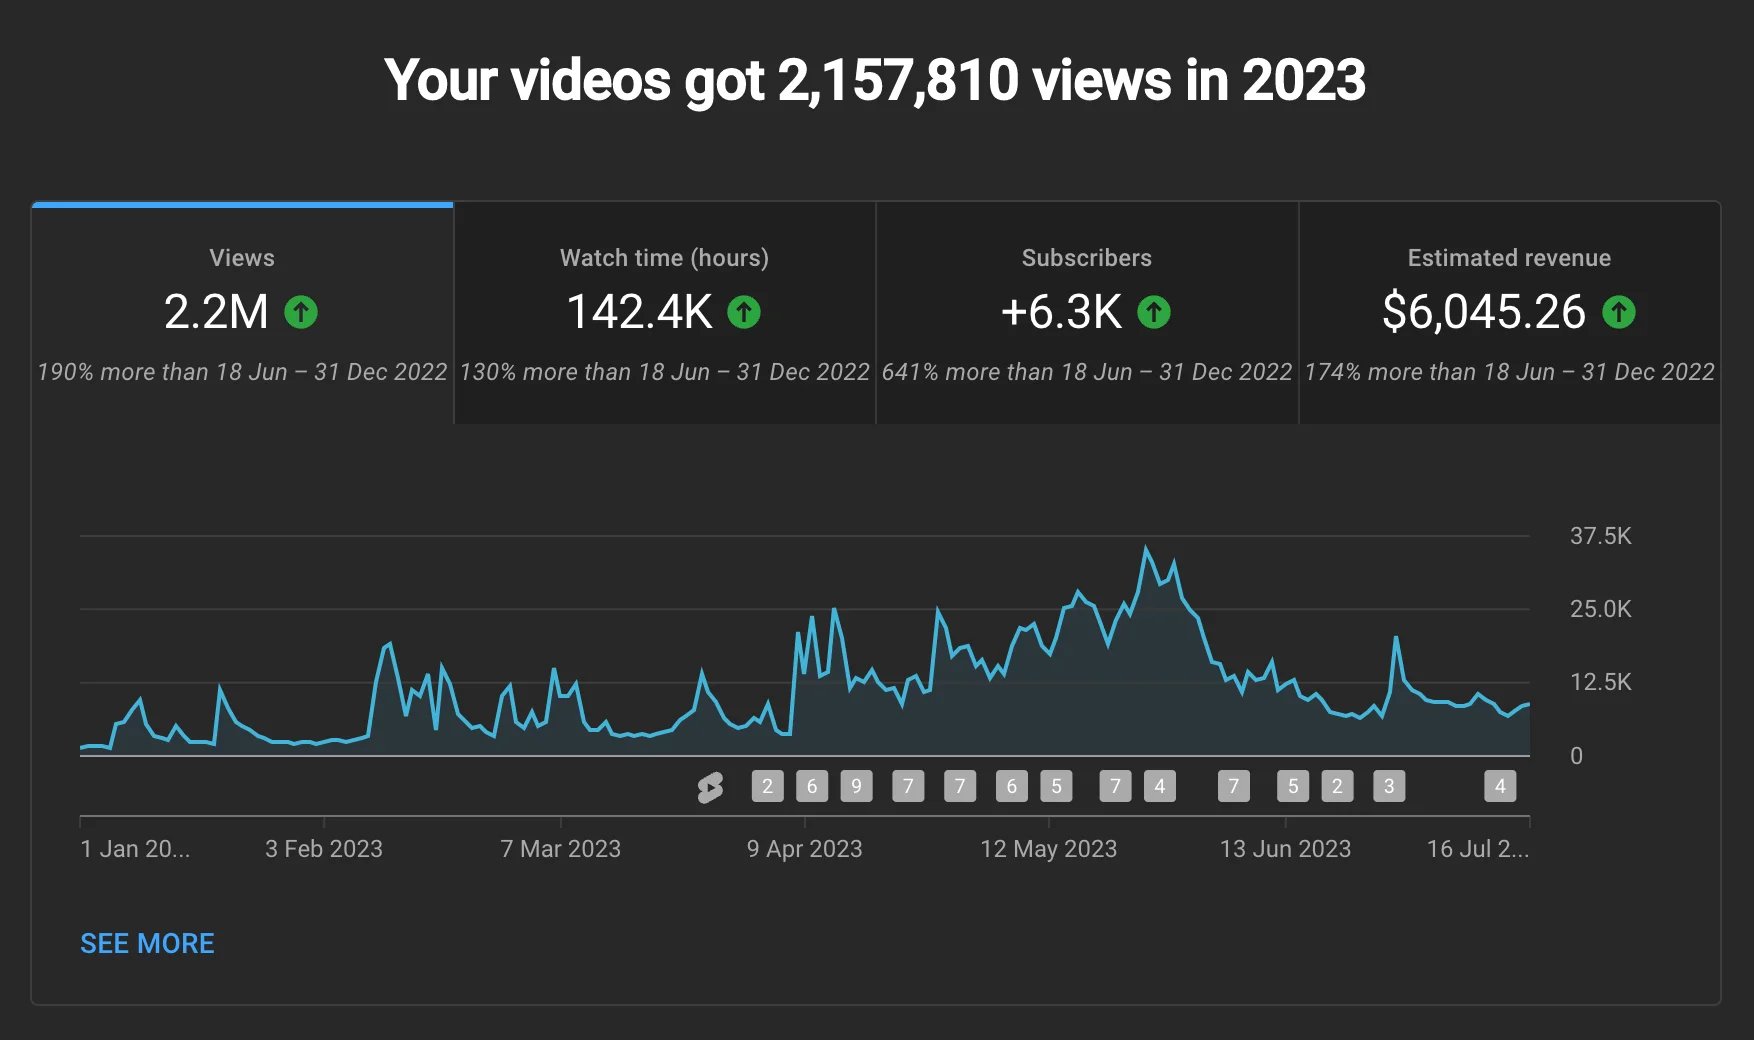 Your videos got 2,157,810 views in 2023
Views
2.2M
190% more than 18 Jun – 31 Dec 2022
Watch time (hours)
142.4K
130% more than 18 Jun – 31 Dec 2022
Subscribers
+6.3K
641% more than 18 Jun – 31 Dec 2022
Estimated revenue
$6,045.26
174% more than 18 Jun – 31 Dec 2022
37.5K
25.0K
12.5K
0
2 6 9 7 7 6 5 7 4 7 5 2 3 4
1 Jan 20... 3 Feb 2023 7 Mar 2023 9 Apr 2023 12 May 2023 13 Jun 2023 16 Jul 2...
SEE MORE